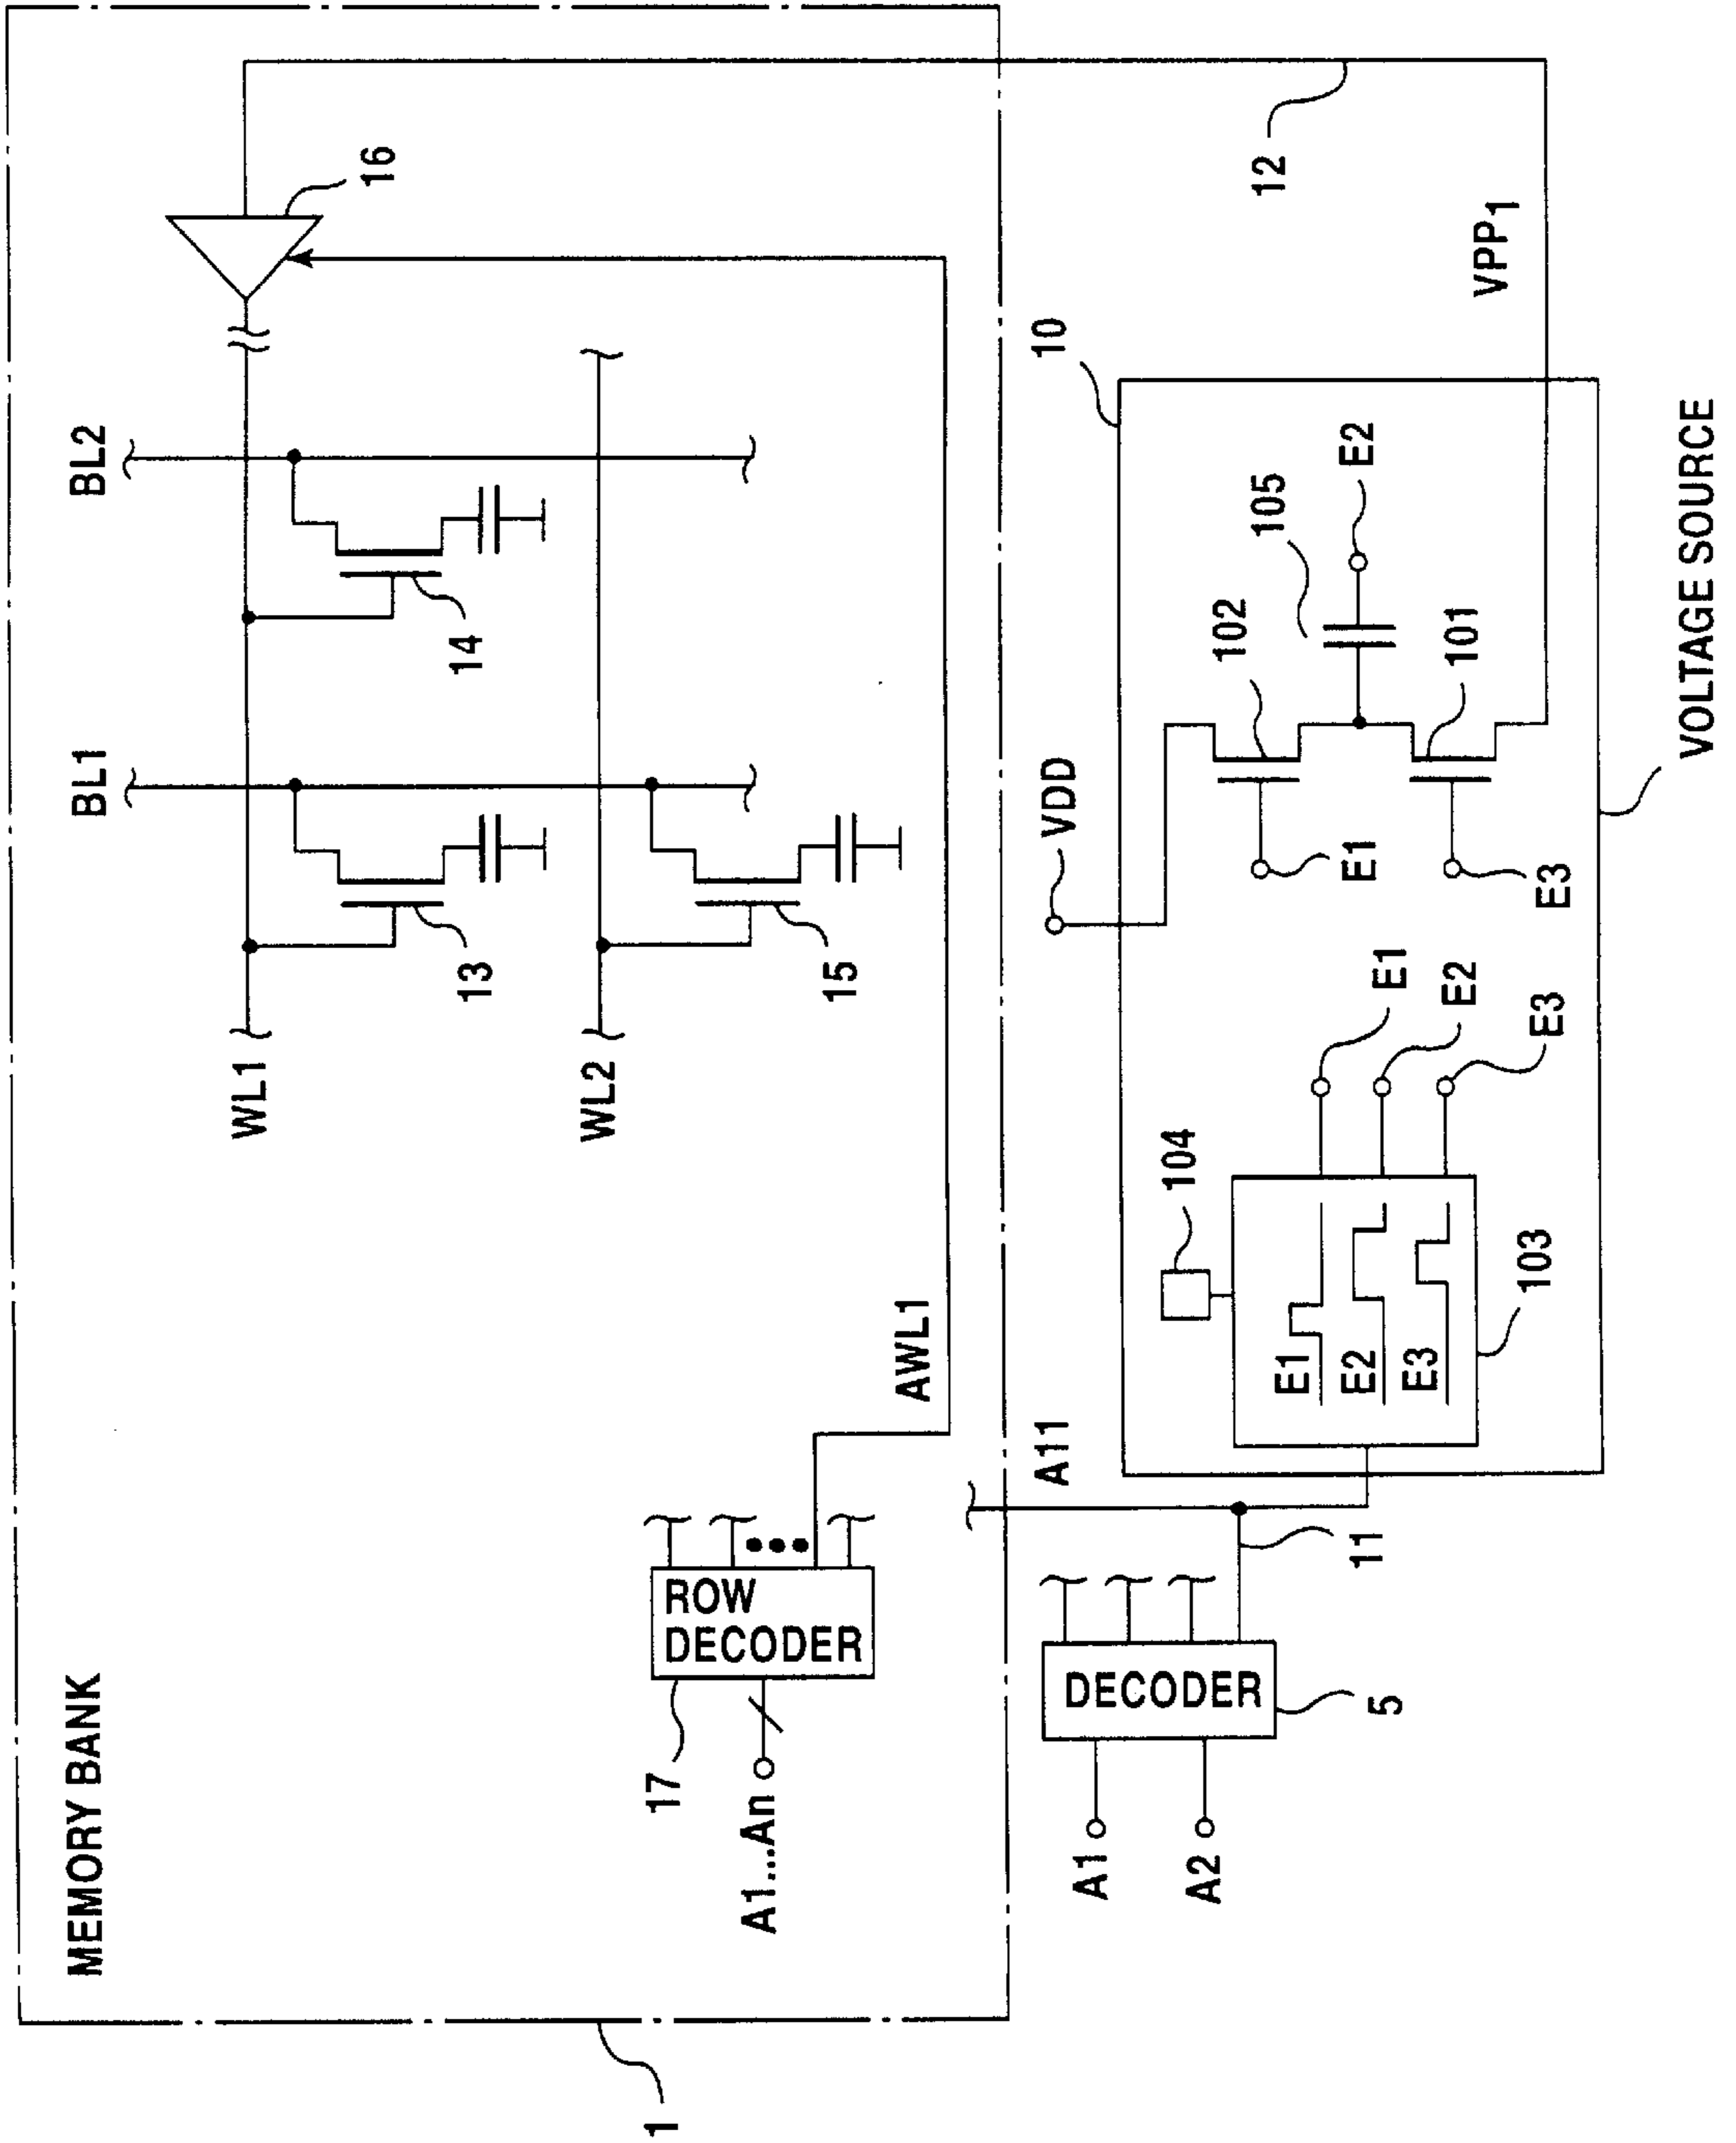 MEMORY BANK
1
BL1
BL2
WL1
WL2
13
14
15
16
17
ROW
DECODER
A1...An
AWL1
A11
12
10
VDD
VPP1
A1
A2
DECODER
5
11
104
E1
E2
E3
103
E1
E2
E3
E1
E3
102
101
105
E2
VOLTAGE SOURCE